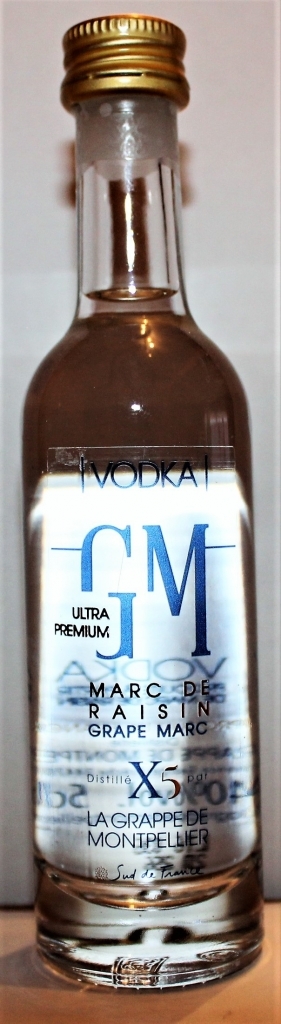 VODKA
GM
ULTRA
PREMIUM
MARC DE
RAISIN
GRAPE MARC
Distillé X5 par
LA GRAPPE DE
MONTPELLIER
Sud de France